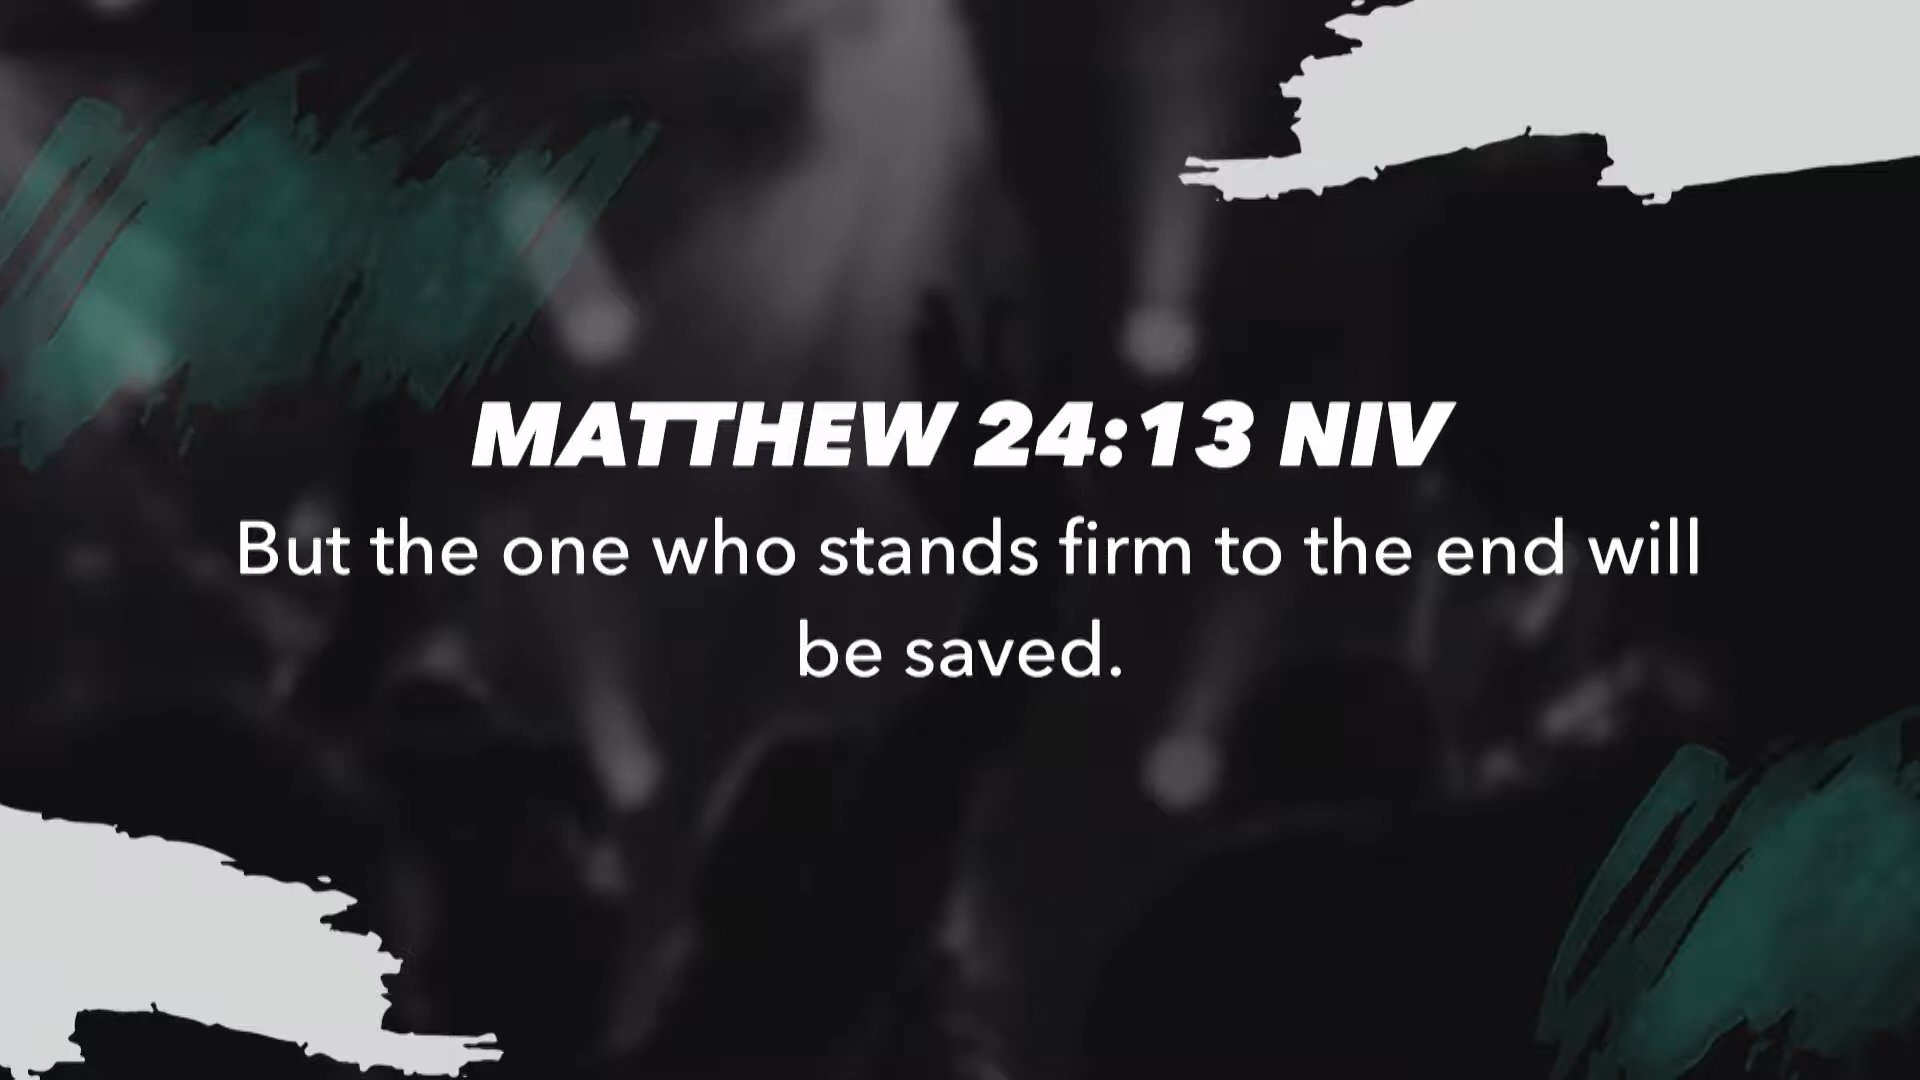 MATTHEW 24:13 NIV
But the one who stands firm to the end will
be saved.